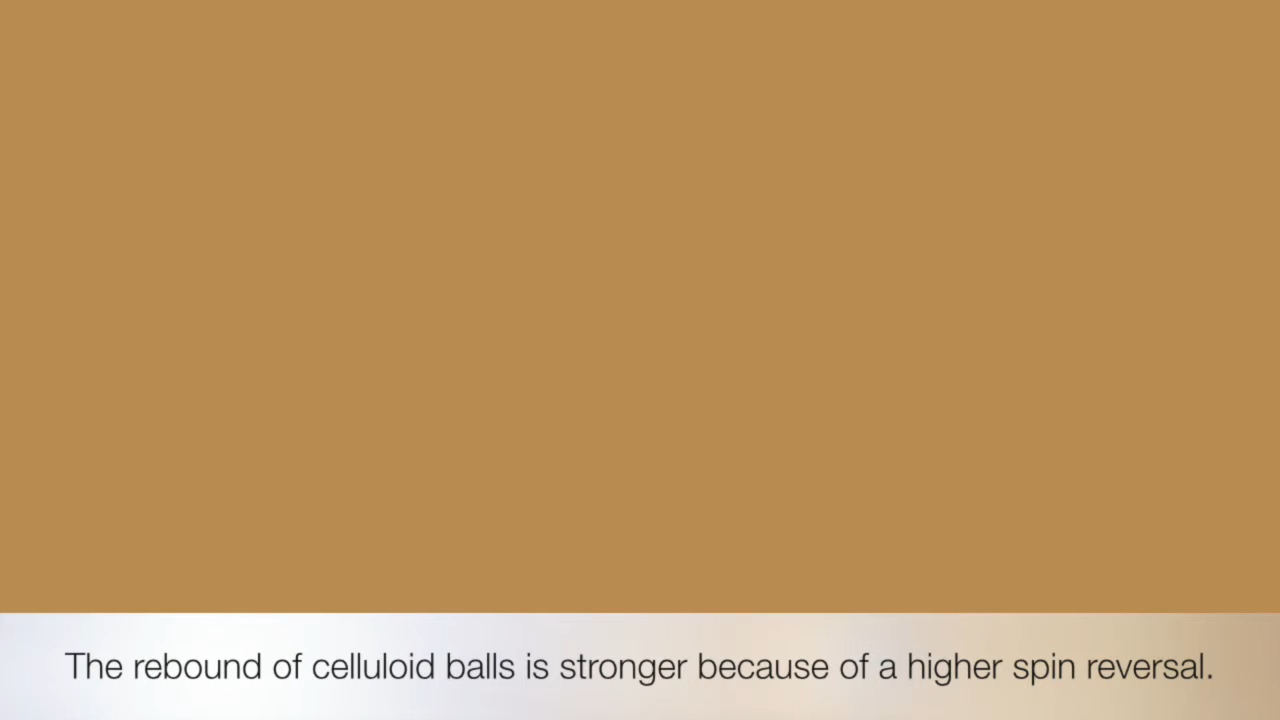 The rebound of celluloid balls is stronger because of a higher spin reversal.